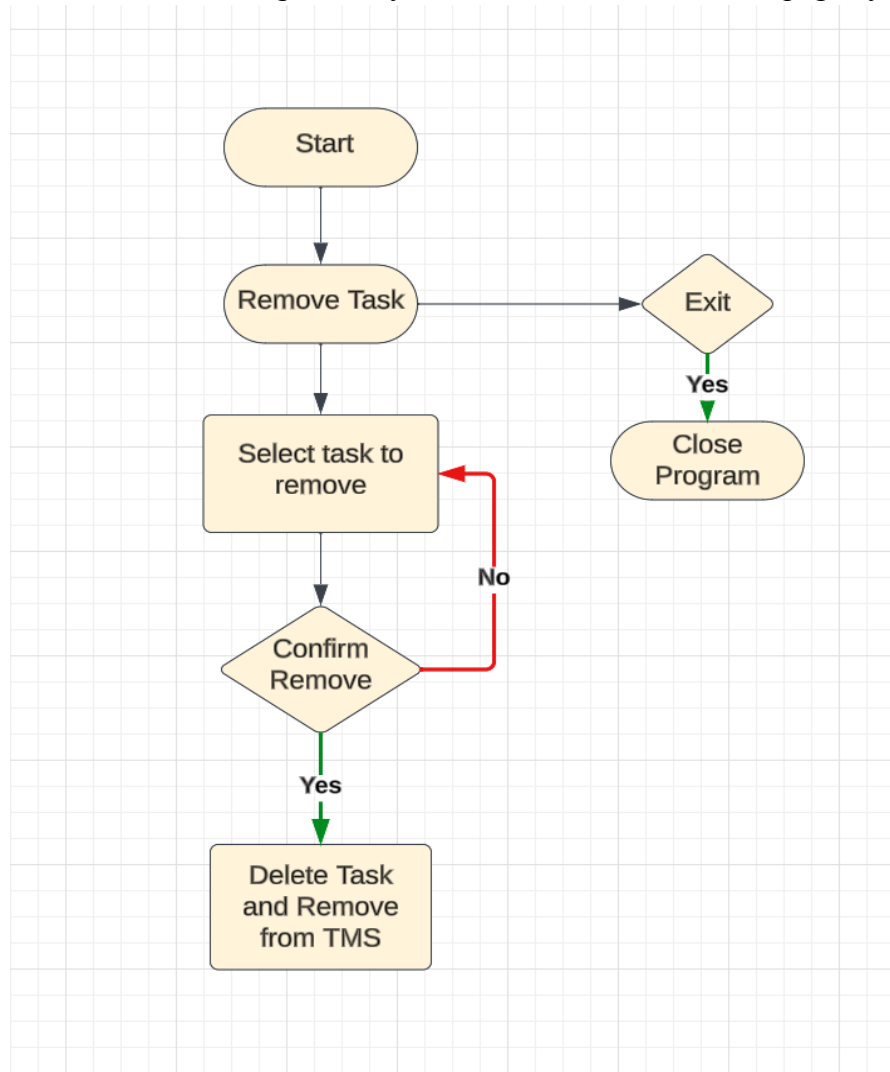 Start
Remove Task
Exit
Yes
Close
Program
Select task to
remove
No
Confirm
Remove
Yes
Delete Task
and Remove
from TMS